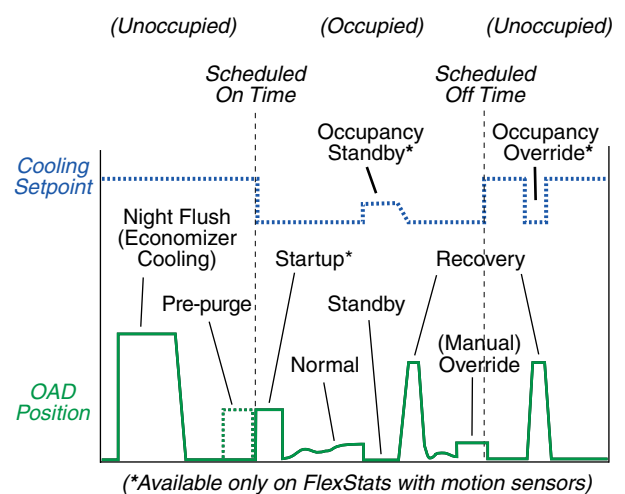 (Unoccupied) (Occupied) (Unoccupied)
Scheduled
On Time
Scheduled
Off Time
Occupancy
Standby*
Occupancy
Override*
Cooling
Setpoint
Night Flush
(Economizer
Cooling)
Startup*
Recovery
Pre-purge
Standby
Normal
(Manual)
Override
OAD
Position
(*Available only on FlexStats with motion sensors)